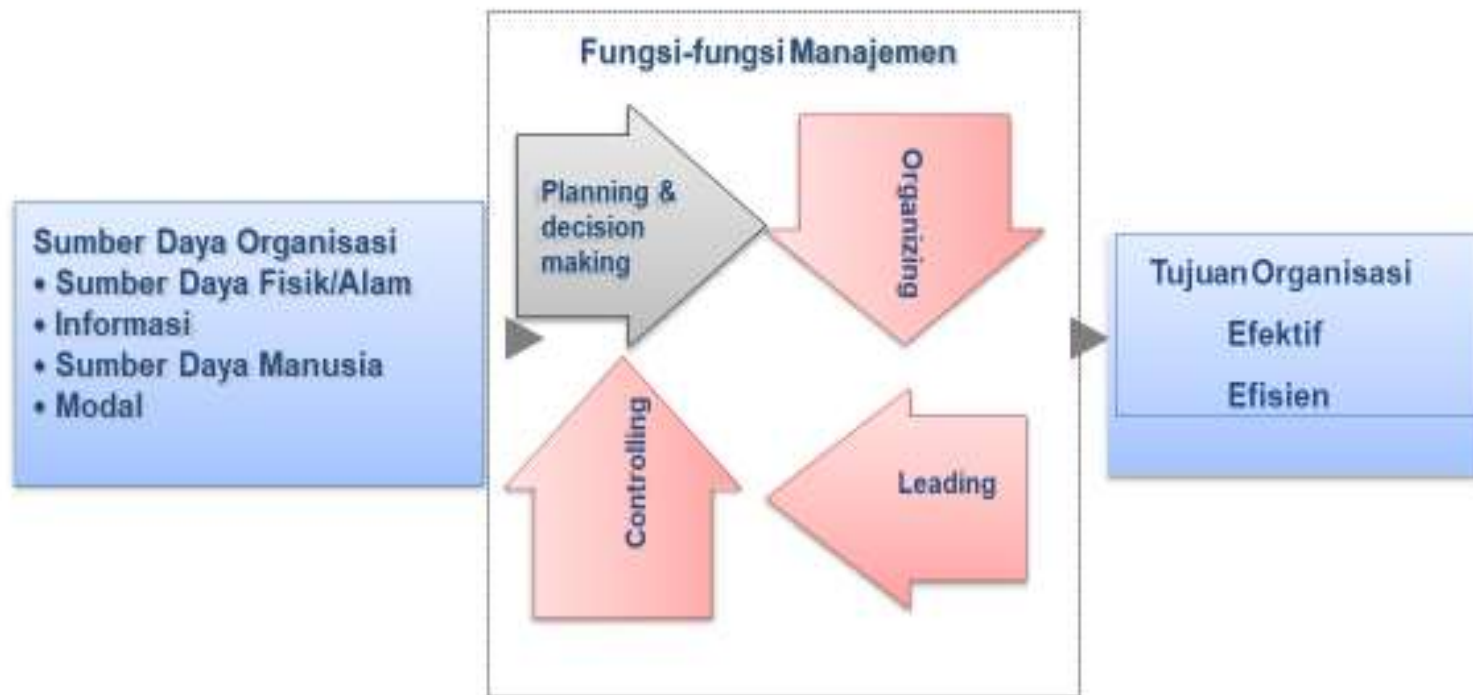 Fungsi-fungsi Manajemen
Planning &
decision
making
Organizing
Sumber Daya Organisasi
• Sumber Daya Fisik/Alam
• Informasi
• Sumber Daya Manusia
• Modal
Controlling
Leading
Tujuan Organisasi
Efektif
Efisien